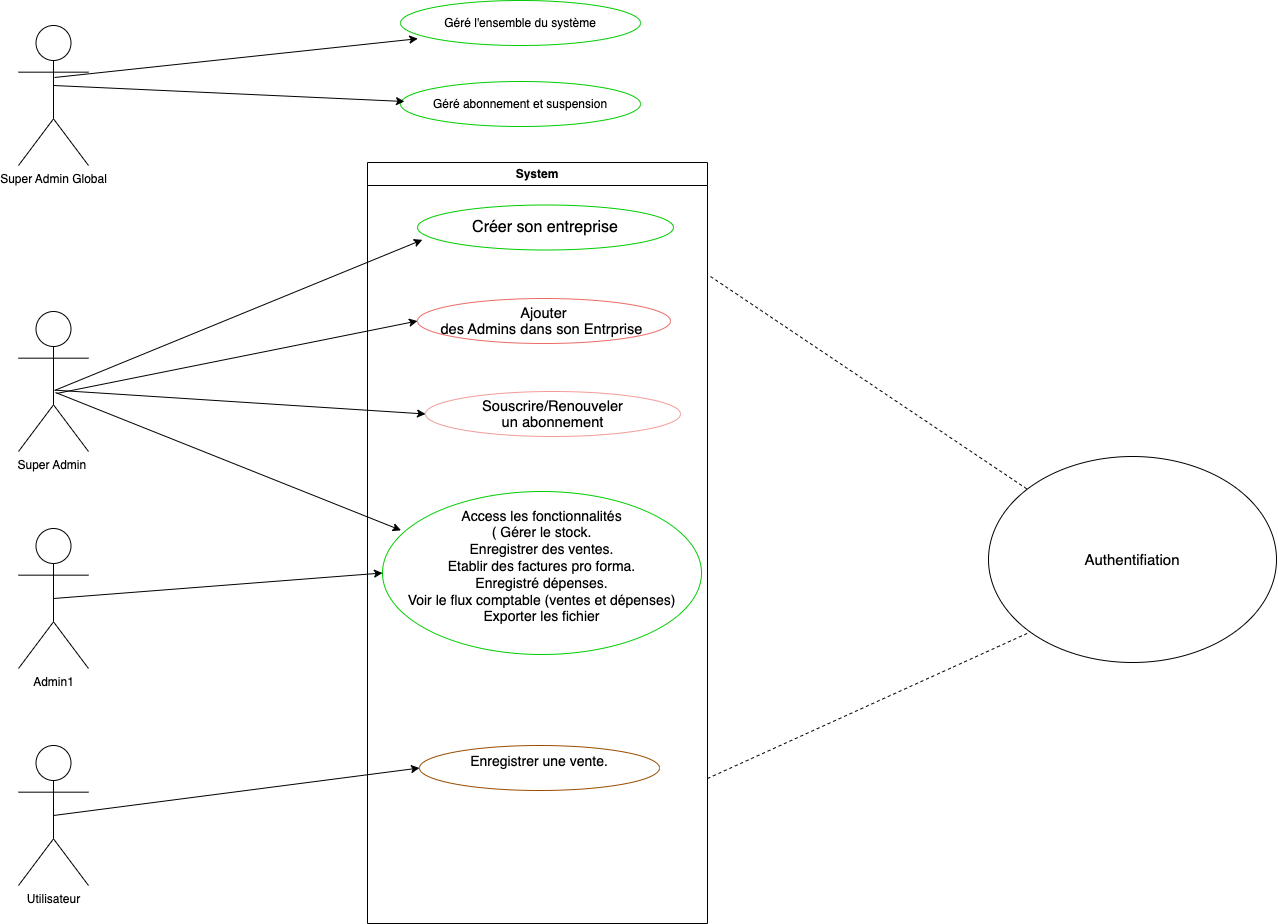 Géré l'ensemble du système
Géré abonnement et suspension
Super Admin Global
System
Créer son entreprise
Ajouter
des Admins dans son Entrprise
Souscrire/Renouveler
un abonnement
Super Admin
Access les fonctionnalités
( Gérer le stock.
Enregistrer des ventes.
Etablir des factures pro forma.
Enregistré dépenses.
Voir le flux comptable (ventes et dépenses)
Exporter les fichier
Authentifiation
Admin1
Enregistrer une vente.
Utilisateur